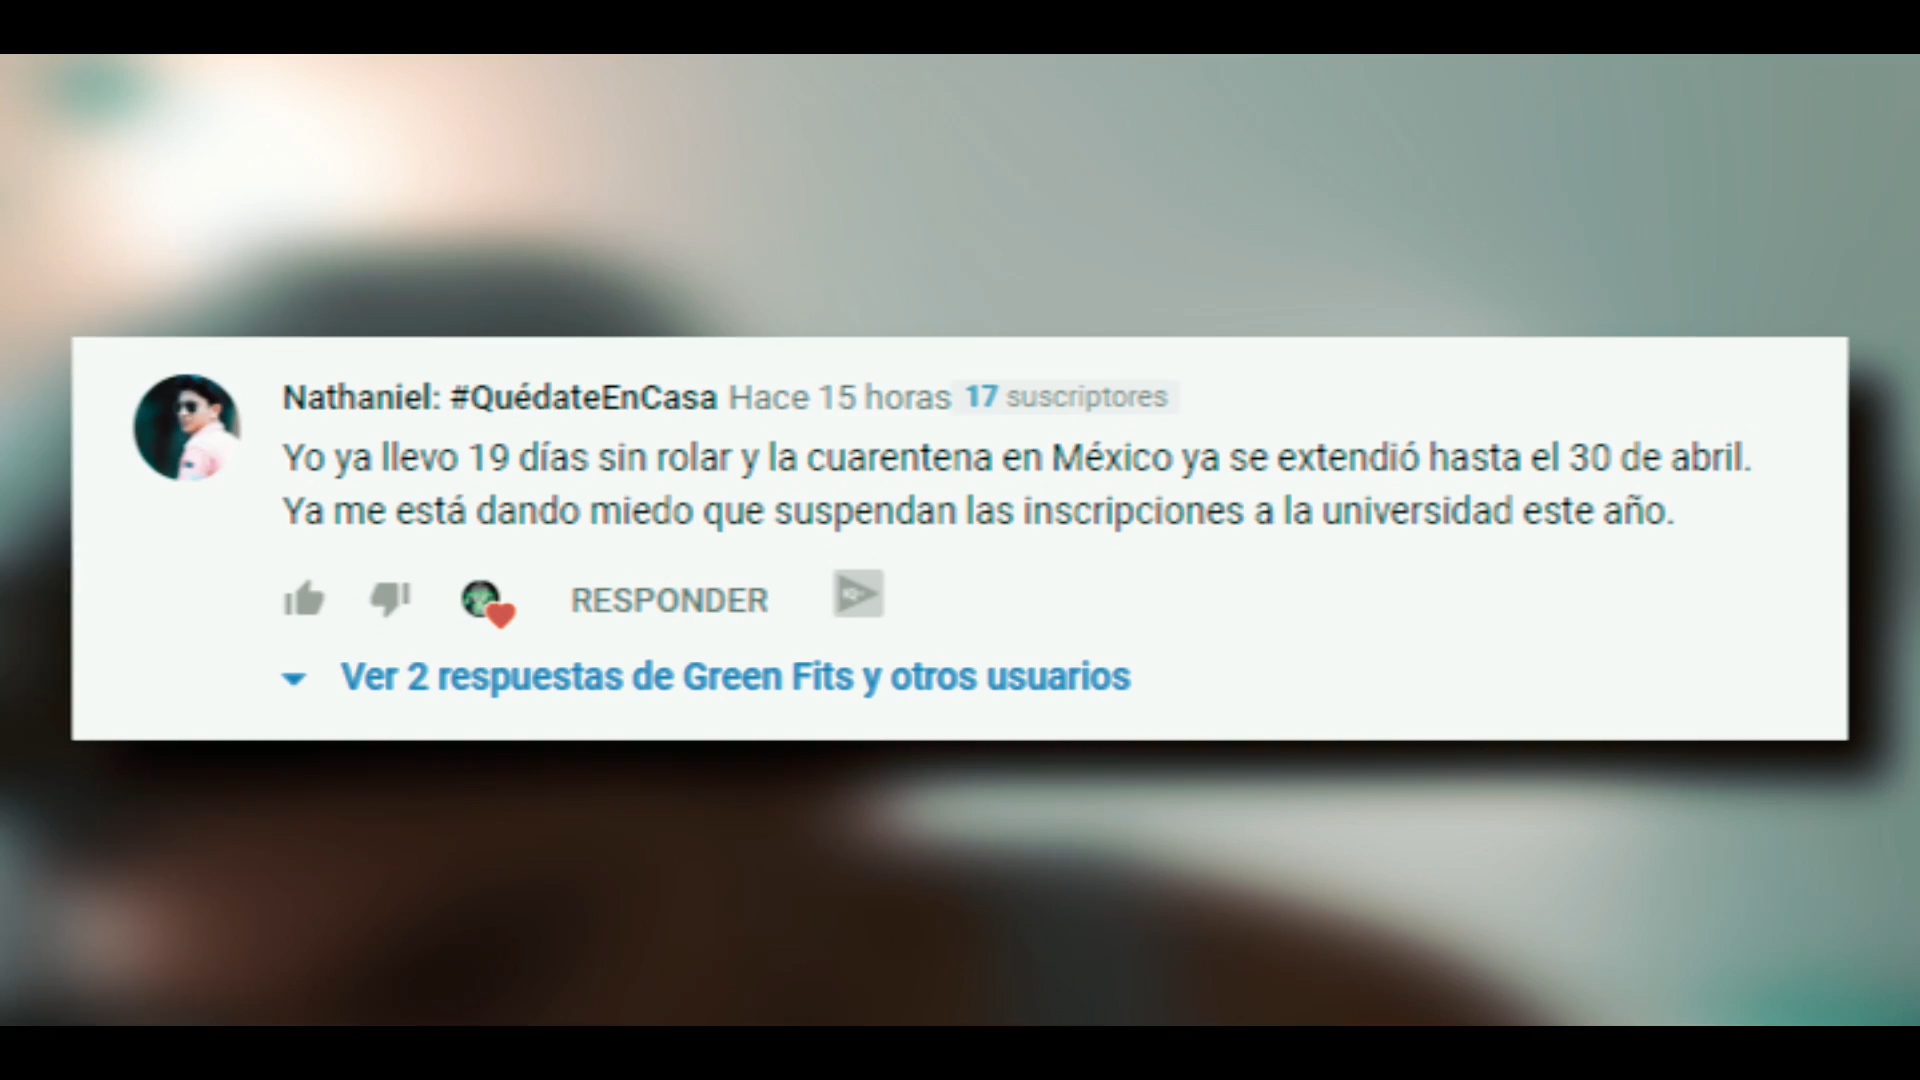 Nathaniel: #QuédateEnCasa Hace 15 horas 17 suscriptores
Yo ya llevo 19 días sin rolar y la cuarentena en México ya se extendió hasta el 30 de abril.
Ya me está dando miedo que suspendan las inscripciones a la universidad este año.
RESPONDER
Ver 2 respuestas de Green Fits y otros usuarios